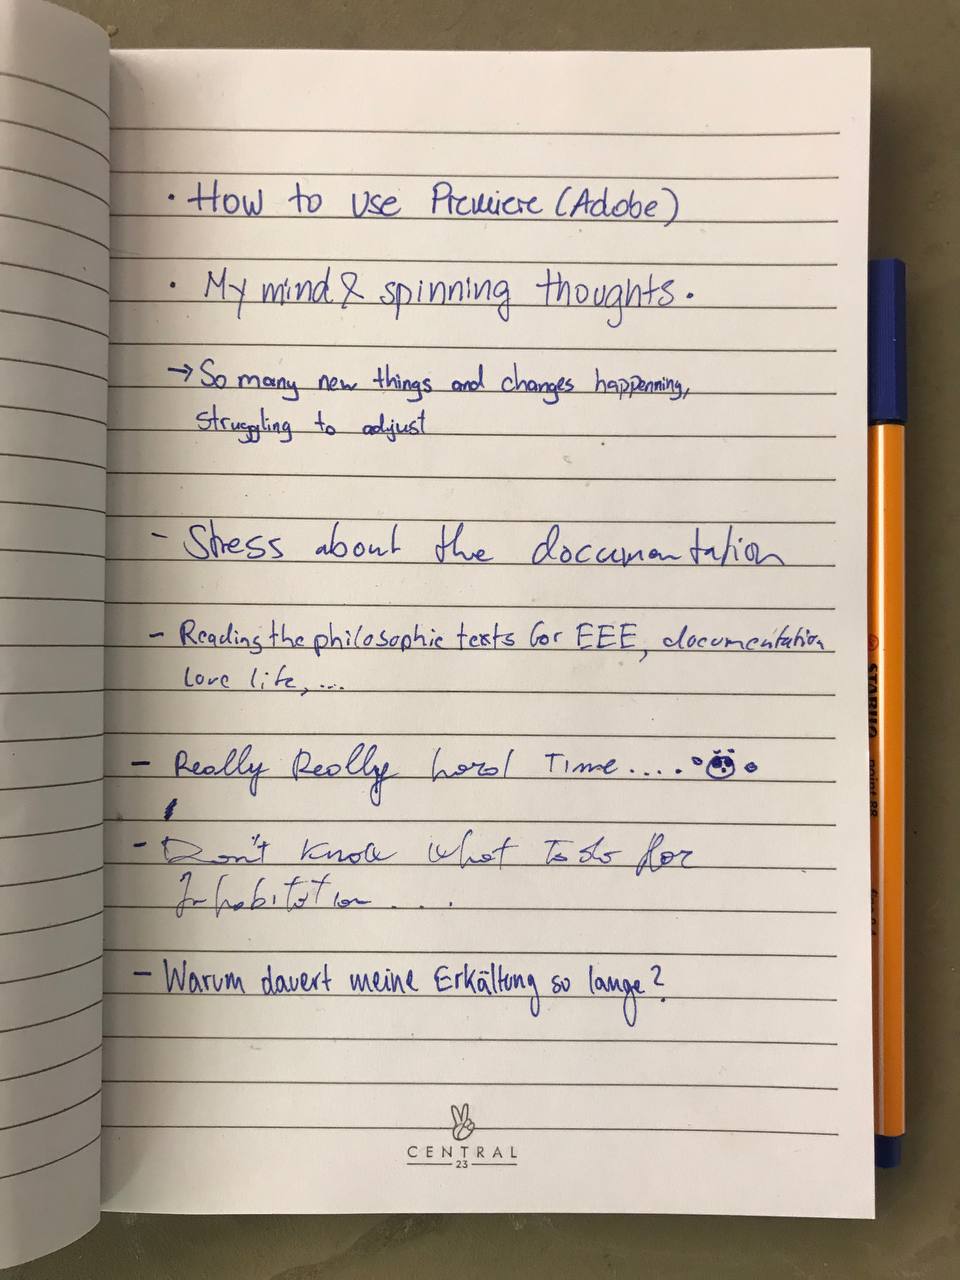 · How to use Premiere (Adobe)
· My mind & spinning thoughts.
→ So many new things and changes happenning,
struggling to adjust
- Stress about the documentation
- Reading the philosophic texts for EEE, documentation
love life, ...
- Really Really hard Time....
- Don't know what to do for
Inhabitation ....
- Warum dauert meine Erkältung so lange?
CENTRAL
23
STABILO
point 88